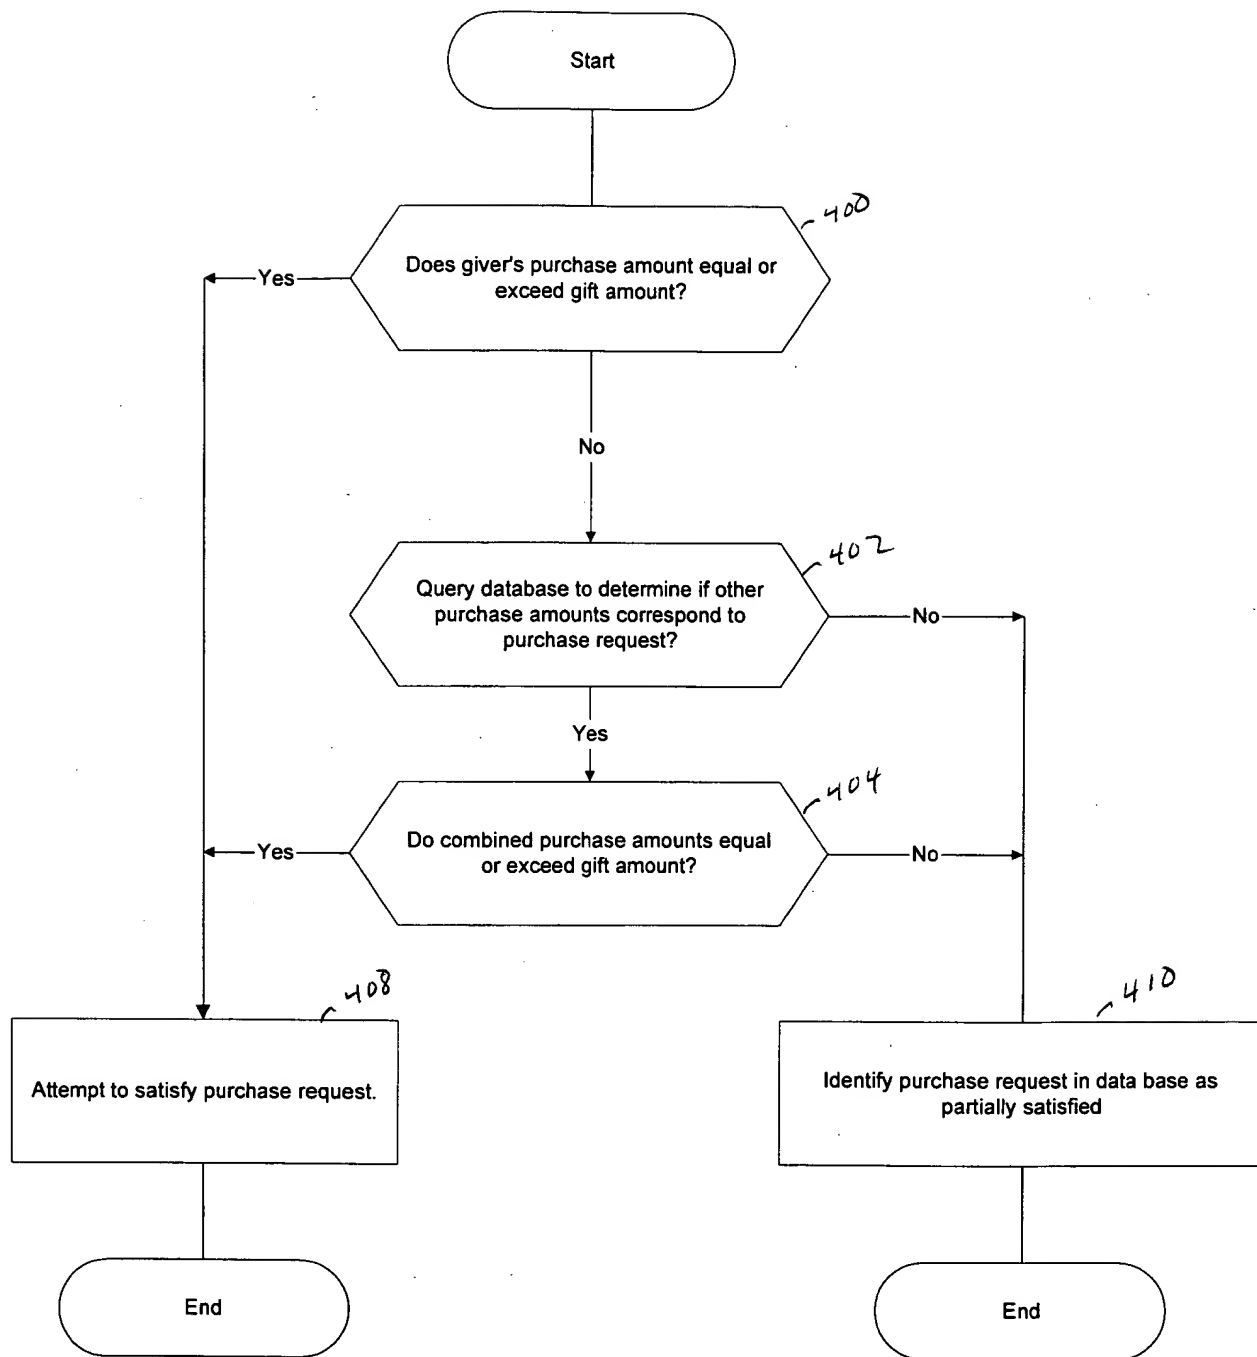 Start
400
Does giver's purchase amount equal or
exceed gift amount?
Yes
No
402
Query database to determine if other
purchase amounts correspond to
purchase request?
No
Yes
404
Do combined purchase amounts equal
or exceed gift amount?
Yes
No
408
Attempt to satisfy purchase request.
410
Identify purchase request in data base as
partially satisfied
End
End